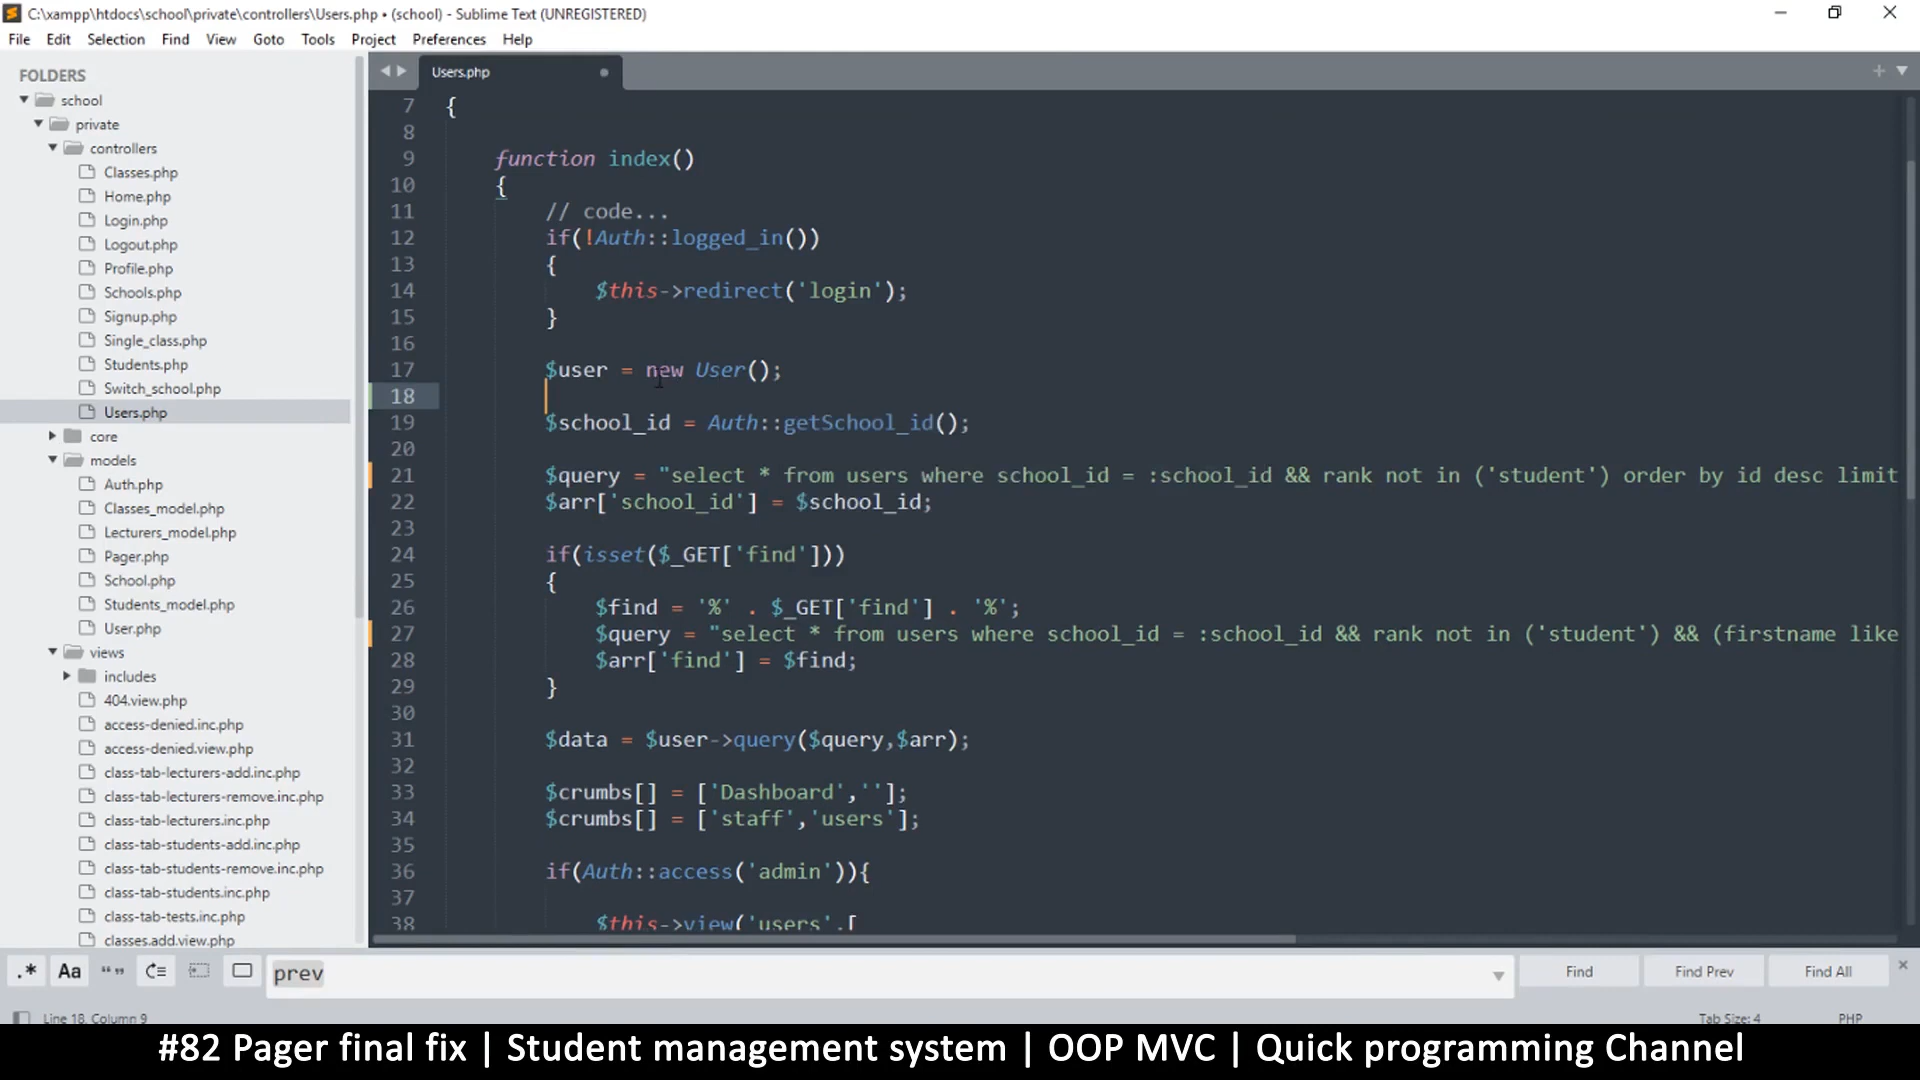 C:\xampp\htdocs\school\private\controllers\Users.php • (school) - Sublime Text (UNREGISTERED)
File Edit Selection Find View Goto Tools Project Preferences Help
FOLDERS
school
private
controllers
Classes.php
Home.php
Login.php
Logout.php
Profile.php
Schools.php
Signup.php
Single_class.php
Students.php
Switch_school.php
Users.php
core
models
Auth.php
Classes_model.php
Lecturers_model.php
Pager.php
School.php
Students_model.php
User.php
views
includes
404.view.php
access-denied.inc.php
access-denied.view.php
class-tab-lecturers-add.inc.php
class-tab-lecturers-remove.inc.php
class-tab-lecturers.inc.php
class-tab-students-add.inc.php
class-tab-students-remove.inc.php
class-tab-students.inc.php
class-tab-tests.inc.php
classes.add.view.php
Users.php
7 {
8
9 function index()
10 {
11 // code...
12 if(!Auth::logged_in())
13 {
14 $this->redirect('login');
15 }
16
17 $user = new User();
18
19 $school_id = Auth::getSchool_id();
20
21 $query = "select * from users where school_id = :school_id && rank not in ('student') order by id desc limit
22 $arr['school_id'] = $school_id;
23
24 if(isset($_GET['find']))
25 {
26 $find = '%' . $_GET['find'] . '%';
27 $query = "select * from users where school_id = :school_id && rank not in ('student') && (firstname like
28 $arr['find'] = $find;
29 }
30
31 $data = $user->query($query,$arr);
32
33 $crumbs[] = ['Dashboard',''];
34 $crumbs[] = ['staff','users'];
35
36 if(Auth::access('admin')){
37
38 $this->view('users',[
.* Aa “” prev Find Find Prev Find All
Line 18, Column 9 Tab Size: 4 PHP
#82 Pager final fix | Student management system | OOP MVC | Quick programming Channel